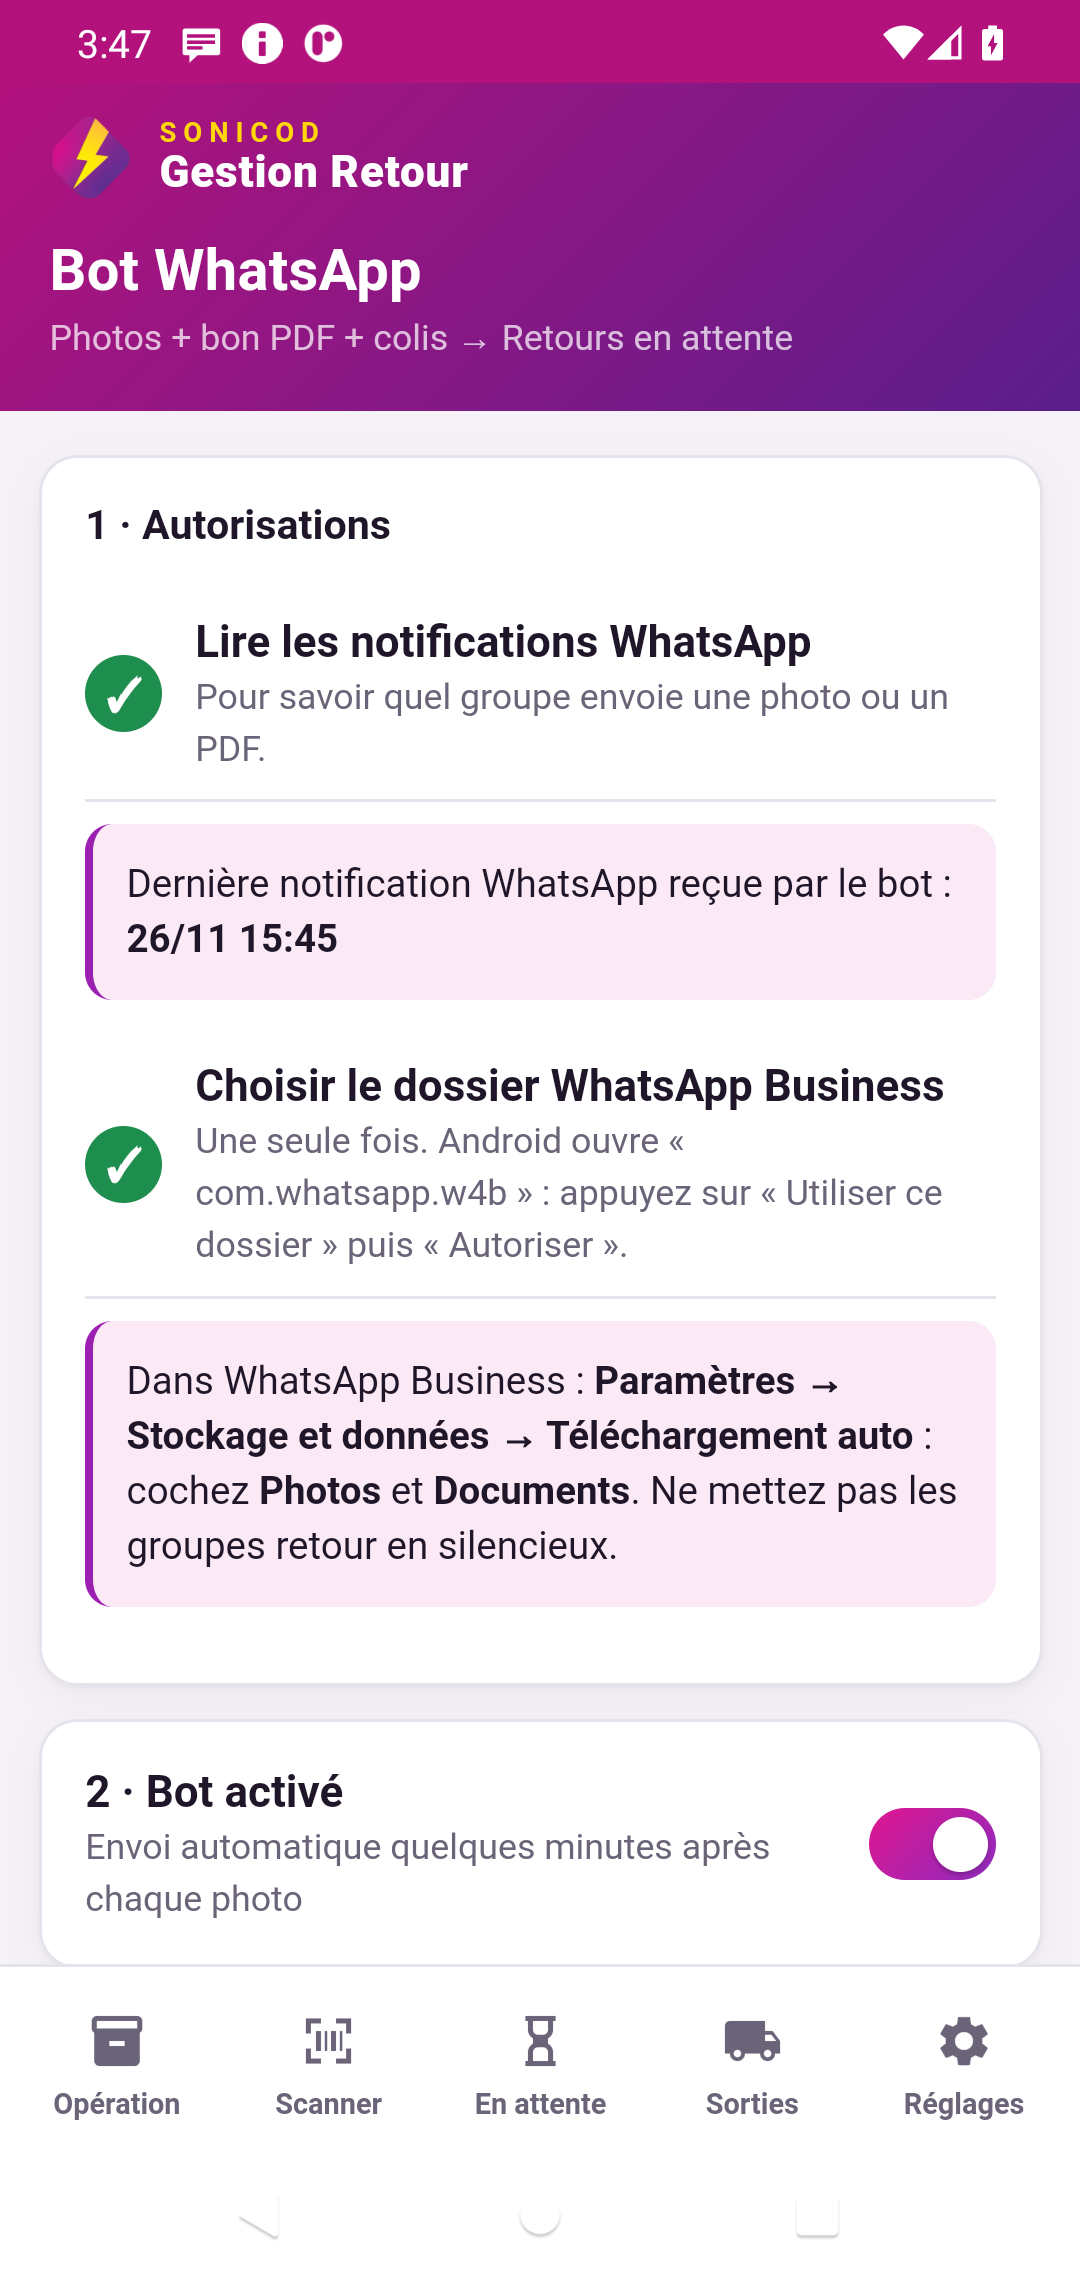 3:47
SONICOD
Gestion Retour
Bot WhatsApp
Photos + bon PDF + colis → Retours en attente
1 · Autorisations
Lire les notifications WhatsApp
Pour savoir quel groupe envoie une photo ou un
PDF.
Dernière notification WhatsApp reçue par le bot :
26/11 15:45
Choisir le dossier WhatsApp Business
Une seule fois. Android ouvre «
com.whatsapp.w4b » : appuyez sur « Utiliser ce
dossier » puis « Autoriser ».
Dans WhatsApp Business : Paramètres →
Stockage et données → Téléchargement auto :
cochez Photos et Documents. Ne mettez pas les
groupes retour en silencieux.
2 · Bot activé
Envoi automatique quelques minutes après
chaque photo
Opération
Scanner
En attente
Sorties
Réglages